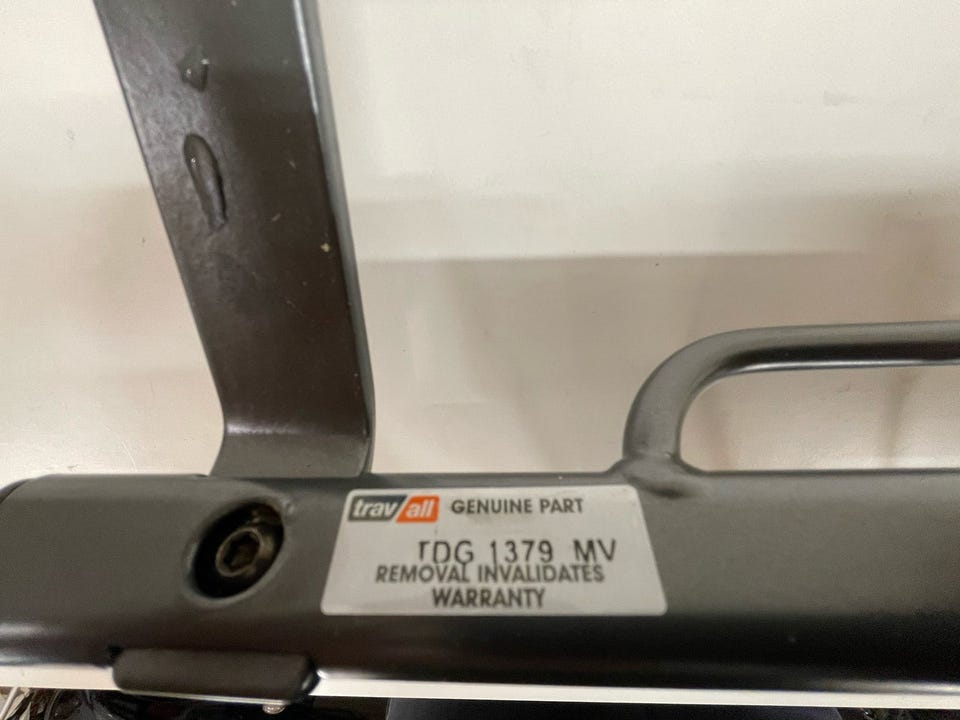 travall GENUINE PART
TDG 1379 MV
REMOVAL INVALIDATES
WARRANTY